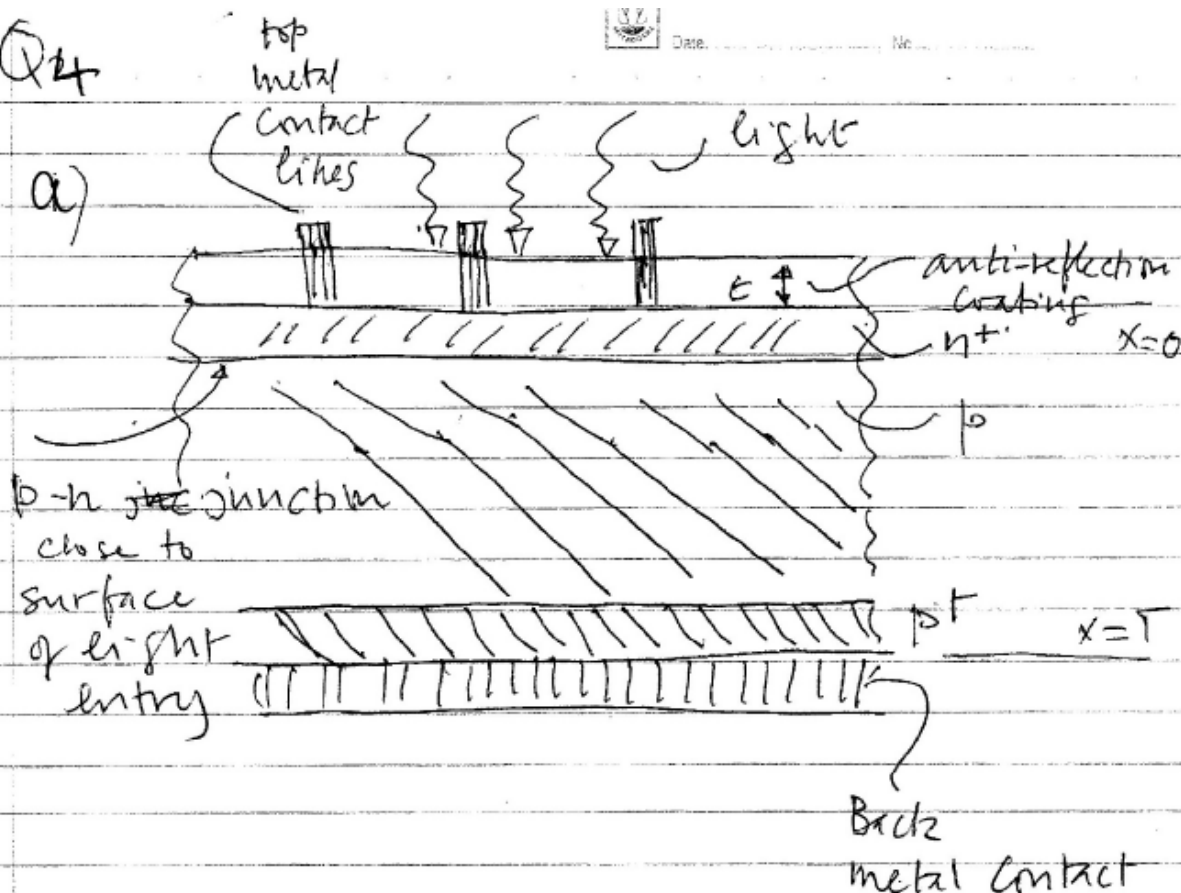 Q4
Date. No.
a)
top
metal
contact
lines
light
t
anti-reflection
coating
n+
x=0
p
p-n junction
close to
surface
of light
entry
p+
x=T
Back
metal contact